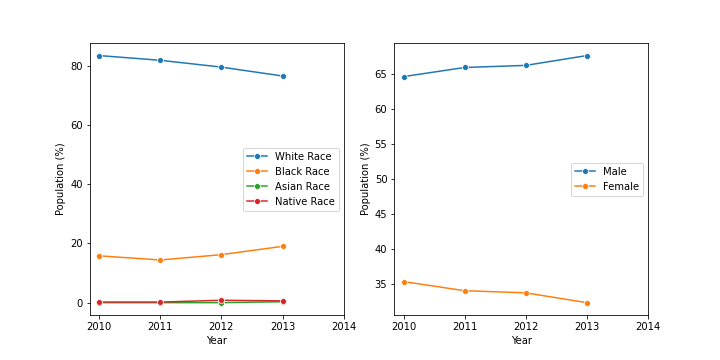 80
60
40
20
0
Population (%)
2010 2011 2012 2013 2014
Year
White Race
Black Race
Asian Race
Native Race
65
60
55
50
45
40
35
Population (%)
2010 2011 2012 2013 2014
Year
Male
Female